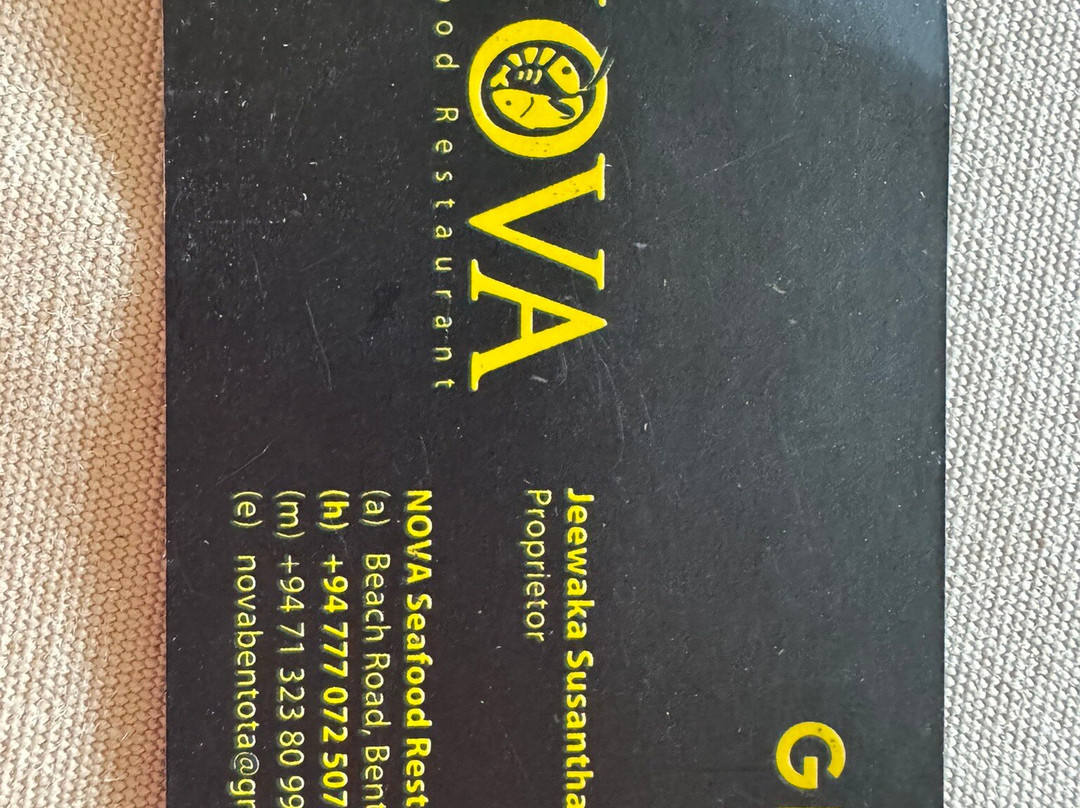 OVA
od Restaurant
Jeewaka Susantha
Proprietor
NOVA Seafood Rest
(a) Beach Road, Bent
(h) +94 777 072 507
(m) +94 71 323 80 99
(e) novabentota@gm
G